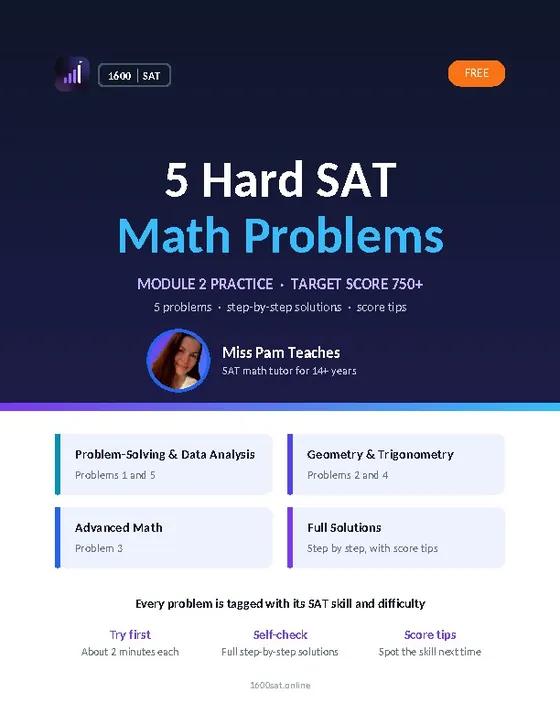 1600 | SAT
FREE
5 Hard SAT
Math Problems
MODULE 2 PRACTICE · TARGET SCORE 750+
5 problems · step-by-step solutions · score tips
Miss Pam Teaches
SAT math tutor for 14+ years
Problem-Solving & Data Analysis
Problems 1 and 5
Geometry & Trigonometry
Problems 2 and 4
Advanced Math
Problem 3
Full Solutions
Step by step, with score tips
Every problem is tagged with its SAT skill and difficulty
Try first
About 2 minutes each
Self-check
Full step-by-step solutions
Score tips
Spot the skill next time
1600sat.online